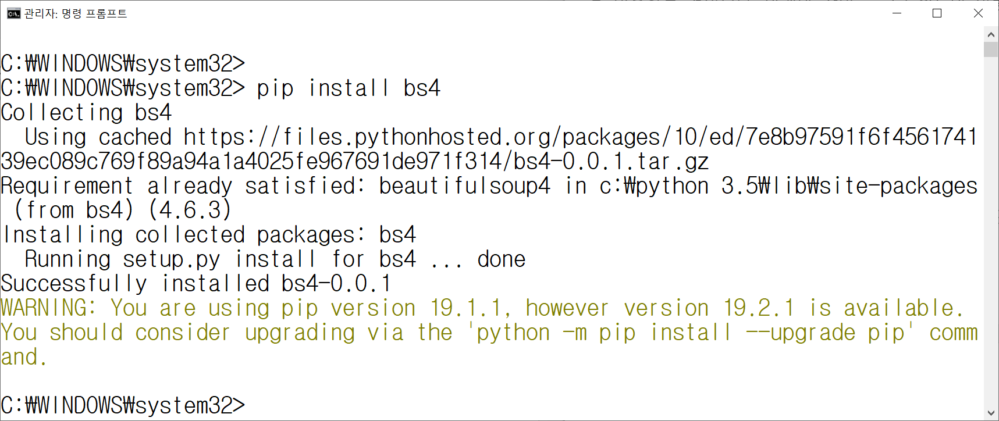 관리자: 명령 프롬프트
C:₩WINDOWS₩system32>
C:₩WINDOWS₩system32> pip install bs4
Collecting bs4
  Using cached https://files.pythonhosted.org/packages/10/ed/7e8b97591f6f4561741
39ec089c769f89a94a1a4025fe967691de971f314/bs4-0.0.1.tar.gz
Requirement already satisfied: beautifulsoup4 in c:₩python 3.5₩lib₩site-packages
 (from bs4) (4.6.3)
Installing collected packages: bs4
  Running setup.py install for bs4 ... done
Successfully installed bs4-0.0.1
WARNING: You are using pip version 19.1.1, however version 19.2.1 is available.
You should consider upgrading via the 'python -m pip install --upgrade pip' comm
and.
C:₩WINDOWS₩system32>